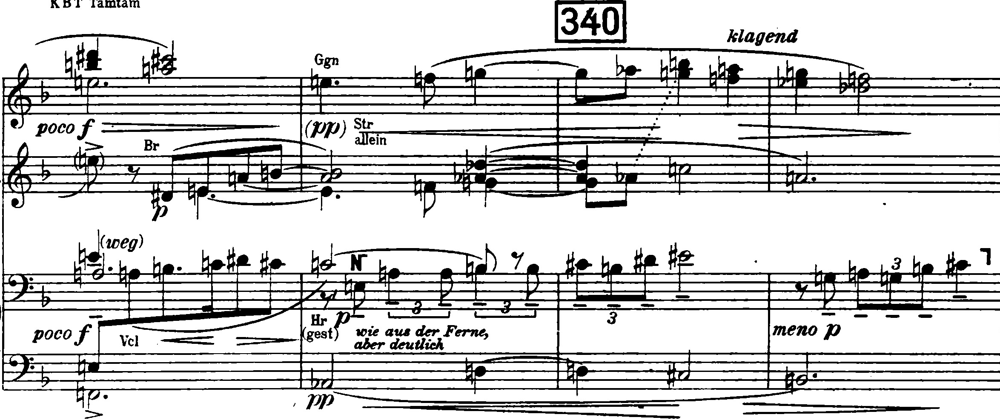 KBT Tamtam
340
klagend
Ggn
poco f
(pp) Str
allein
Br
p
(weg)
N
3 3 3 3
poco f
Vcl
Hr p
(gest) wie aus der Ferne,
aber deutlich
meno p
pp